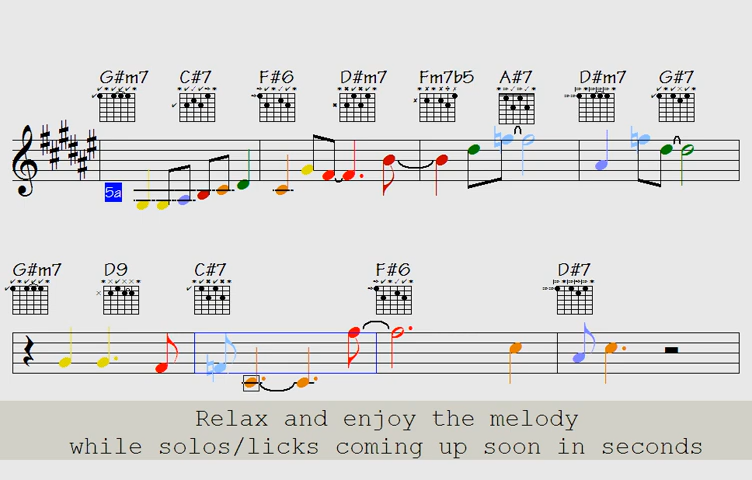 G#m7 C#7 F#6 D#m7 Fm7b5 A#7 D#m7 G#7
5a
G#m7 D9 C#7 F#6 D#7
Relax and enjoy the melody
while solos/licks coming up soon in seconds